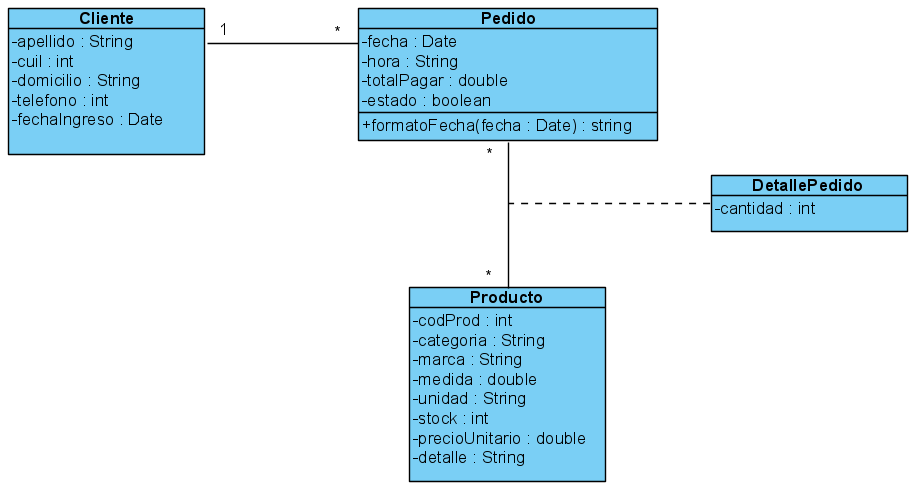 Cliente
-apellido : String
-cuil : int
-domicilio : String
-telefono : int
-fechaIngreso : Date
1
*
Pedido
-fecha : Date
-hora : String
-totalPagar : double
-estado : boolean
+formatoFecha(fecha : Date) : string
*
DetallePedido
-cantidad : int
*
Producto
-codProd : int
-categoria : String
-marca : String
-medida : double
-unidad : String
-stock : int
-precioUnitario : double
-detalle : String